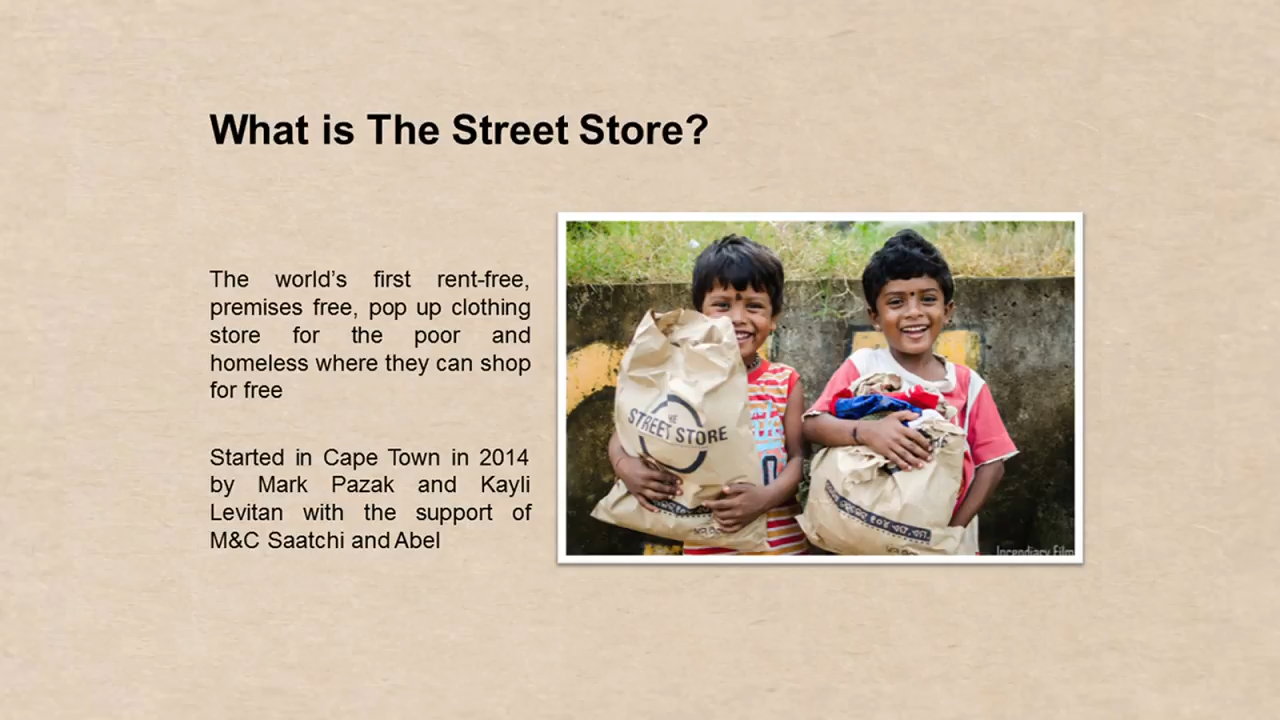 What is The Street Store?
The world’s first rent-free,
premises free, pop up clothing
store for the poor and
homeless where they can shop
for free
Started in Cape Town in 2014
by Mark Pazak and Kayli
Levitan with the support of
M&C Saatchi and Abel
THE
STREET STORE
Incendiary Film